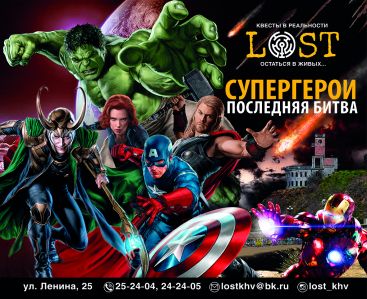 КВЕСТЫ В РЕАЛЬНОСТИ
LOST
ОСТАТЬСЯ В ЖИВЫХ...
СУПЕРГЕРОИ
ПОСЛЕДНЯЯ БИТВА
ул. Ленина, 25 25-24-04, 24-24-05 lostkhv@bk.ru lost_khv